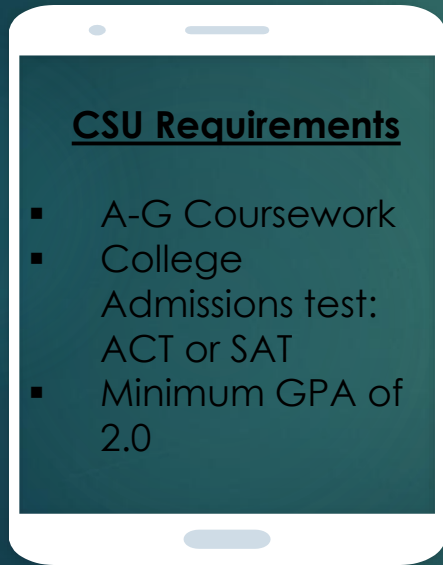 CSU Requirements
▪ A-G Coursework
▪ College
Admissions test:
ACT or SAT
▪ Minimum GPA of
2.0